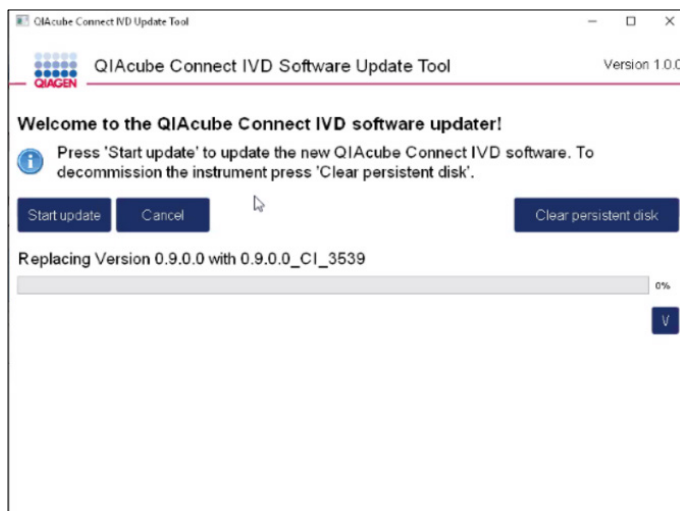 QIAcube Connect IVD Update Tool
QIAGEN
QIAcube Connect IVD Software Update Tool
Version 1.0.0
Welcome to the QIAcube Connect IVD software updater!
Press 'Start update' to update the new QIAcube Connect IVD software. To
decommission the instrument press 'Clear persistent disk'.
Start update
Cancel
Clear persistent disk
Replacing Version 0.9.0.0 with 0.9.0.0_CI_3539
0%
V